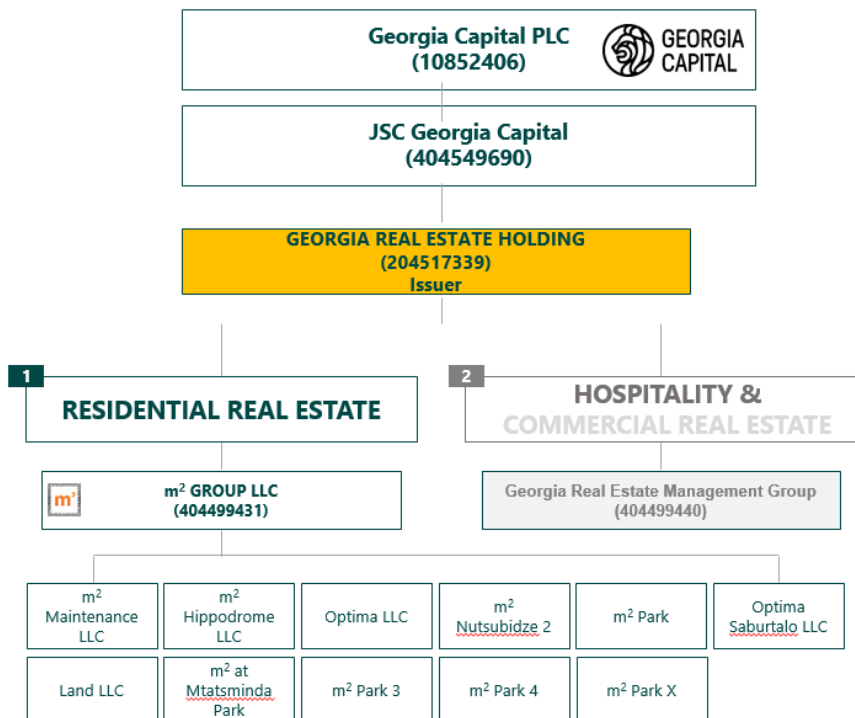 Georgia Capital PLC
(10852406)
GEORGIA
CAPITAL
JSC Georgia Capital
(404549690)
GEORGIA REAL ESTATE HOLDING
(204517339)
Issuer
1
RESIDENTIAL REAL ESTATE
2
HOSPITALITY &
COMMERCIAL REAL ESTATE
m²
m² GROUP LLC
(404499431)
Georgia Real Estate Management Group
(404499440)
m²
Maintenance
LLC
m²
Hippodrome
LLC
Optima LLC
m²
Nutsubidze 2
m² Park
Optima
Saburtalo LLC
Land LLC
m² at
Mtatsminda
Park
m² Park 3
m² Park 4
m² Park X